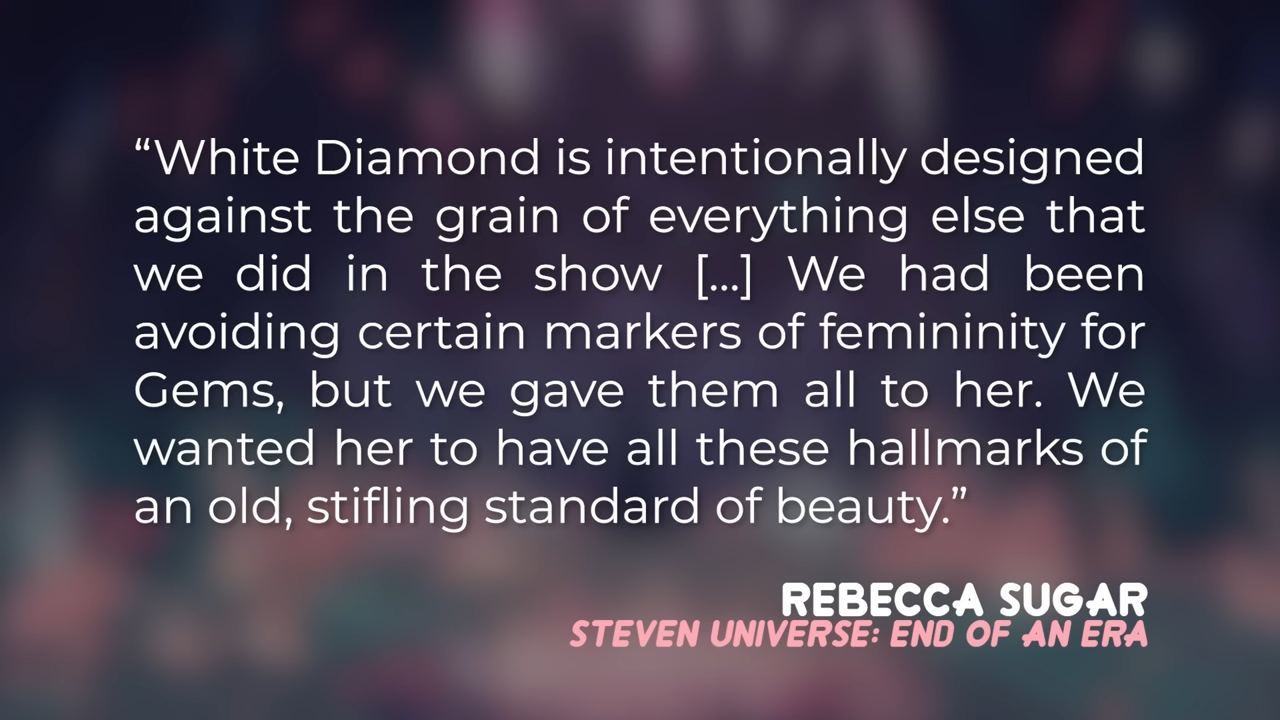 “White Diamond is intentionally designed
against the grain of everything else that
we did in the show [...] We had been
avoiding certain markers of femininity for
Gems, but we gave them all to her. We
wanted her to have all these hallmarks of
an old, stifling standard of beauty.”
REBECCA SUGAR
STEVEN UNIVERSE: END OF AN ERA